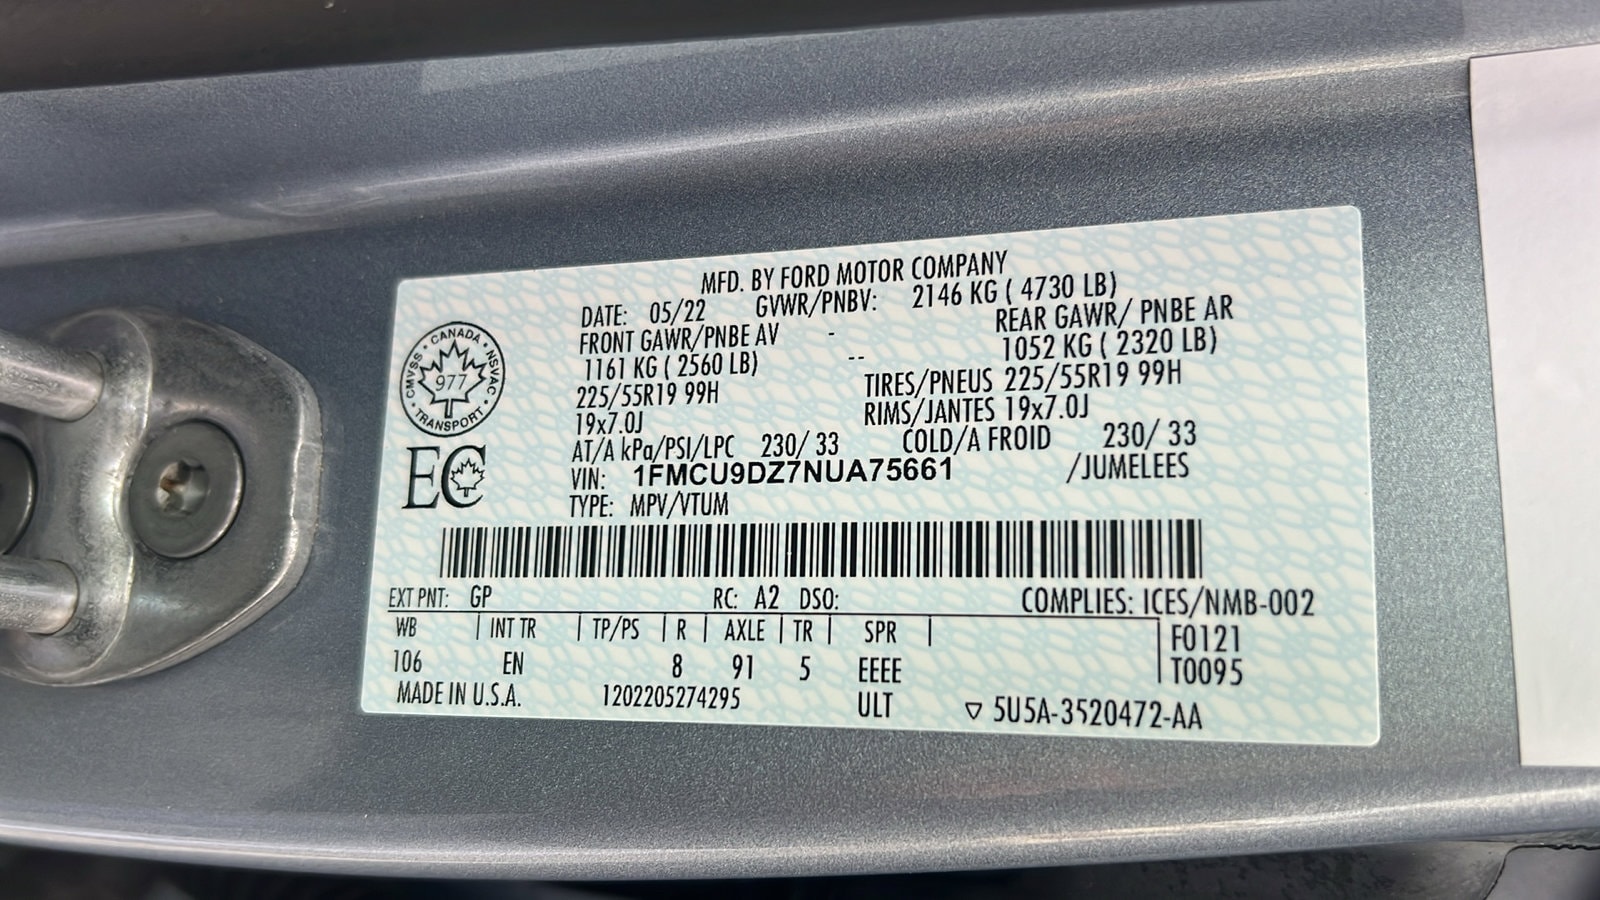 MFD. BY FORD MOTOR COMPANY
DATE: 05/22 GVWR/PNBV: 2146 KG ( 4730 LB)
FRONT GAWR/PNBE AV - REAR GAWR/ PNBE AR
1161 KG ( 2560 LB) -- 1052 KG ( 2320 LB)
225/55R19 99H TIRES/PNEUS 225/55R19 99H
19x7.0J RIMS/JANTES 19x7.0J
AT/A kPa/PSI/LPC 230/ 33 COLD/A FROID 230/ 33
VIN: 1FMCU9DZ7NUA75661 /JUMELEES
TYPE: MPV/VTUM
CANADA
CMVSS · NSVAC
977
TRANSPORT
EC
EXT PNT: GP RC: A2 DSO: COMPLIES: ICES/NMB-002
WB | INT TR | TP/PS | R | AXLE | TR | SPR | F0121
106 EN 8 91 5 EEEE T0095
MADE IN U.S.A. 1202205274295 ULT ▽ 5U5A-3520472-AA